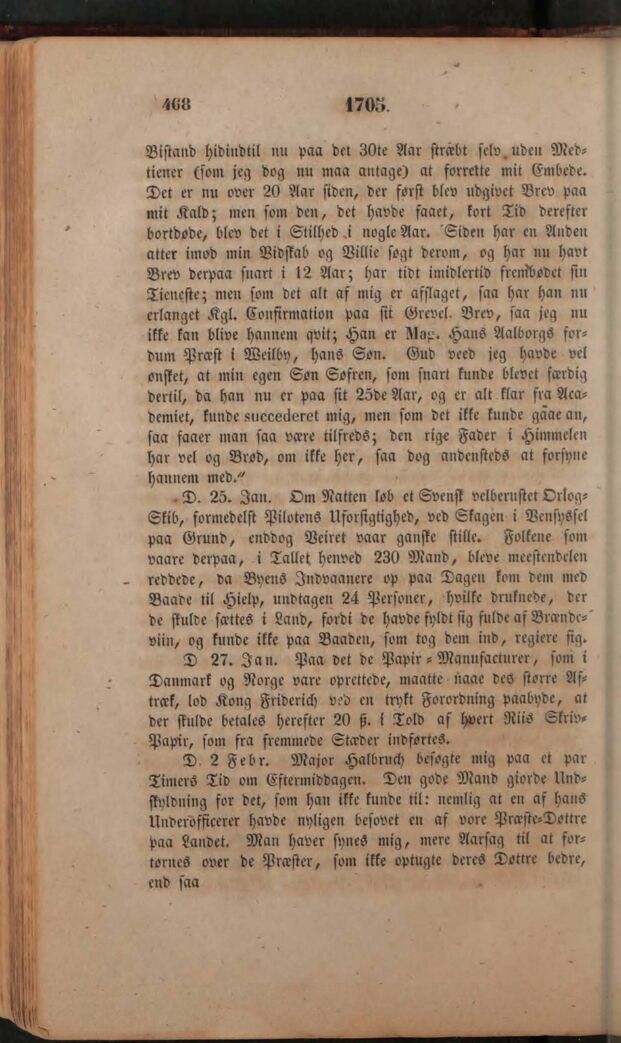 468 1705.
Bistand hidindtil nu paa det 30te Aar stræbt selv uden Med-
tiener (som jeg dog nu maa antage) at forrette mit Embede.
Det er nu over 20 Aar siden, der først blev udgivet Brev paa
mit Kald; men som den, det havde faaet, kort Tid derefter
bortdøde, blev det i Stilhed i nogle Aar. Siden har en Anden
atter imod min Vidskab og Villie søgt derom, og har nu havt
Brev derpaa snart i 12 Aar; har tidt imidlertid frembødet sin
Tieneste; men som det alt af mig er afslaget, saa har han nu
erlanget Kgl. Confirmation paa sit Grevel. Brev, saa jeg nu
ikke kan blive hannem qvit; Han er Mag. Hans Aalborgs for-
dum Præst i Weilby, hans Søn. Gud veed jeg havde vel
ønsket, at min egen Søn Søfren, som snart kunde blevet færdig
dertil, da han nu er paa sit 25de Aar, og er alt klar fra Aca-
demiet, kunde succederet mig, men som det ikke kunde gaae an,
saa faaer man saa være tilfreds; den rige Fader i Himmelen
har vel og Brød, om ikke her, saa dog andensteds at forsyne
hannem med."
D. 25. Jan. Om Natten løb et Svensk velberustet Orlog-
Skib, formedelst Pilotens Uforsigtighed, ved Skagen i Vensyssel
paa Grund, enddog Veiret vaar ganske stille. Folkene som
vaare derpaa, i Tallet henved 230 Mand, bleve meestendelen
reddede, da Byens Indvaanere op paa Dagen kom dem med
Baade til Hielp, undtagen 24 Personer, hvilke druknede, der
de skulde sættes i Land, fordi de havde fyldt sig fulde af Brænde-
viin, og kunde ikke paa Baaden, som tog dem ind, regiere sig.
D 27. Jan. Paa det de Papir-Manufacturer, som i
Danmark og Norge vare oprettede, maatte naae des større Af-
træk, lod Kong Friderich ved en trykt Forordning paabyde, at
der skulde betales herefter 20 ß. i Told af hvert Riis Skriv-
Papir, som fra fremmede Stæder indførtes.
D. 2 Febr. Major Halbruch besøgte mig paa et par
Timers Tid om Eftermiddagen. Den gode Mand giorde Und-
skyldning for det, som han ikke kunde til: nemlig at en af hans
Underofficerer havde nyligen besovet en af vore Præste-Døttre
paa Landet. Man haver synes mig, mere Aarsag til at for-
tørnes over de Præster, som ikke optugte deres Døttre bedre,
end saa